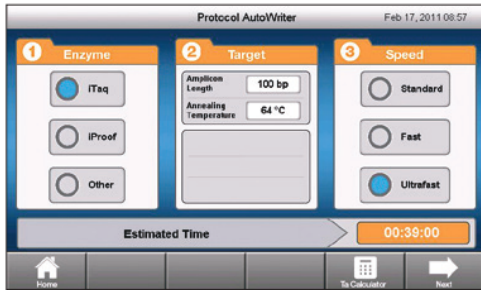 Protocol AutoWriter
Feb 17, 2011 08:57
1 Enzyme
iTaq
iProof
Other
2 Target
Amplicon
Length
100 bp
Annealing
Temperature
64 °C
3 Speed
Standard
Fast
Ultrafast
Estimated Time
00:39:00
Home
Ta Calculator
Next